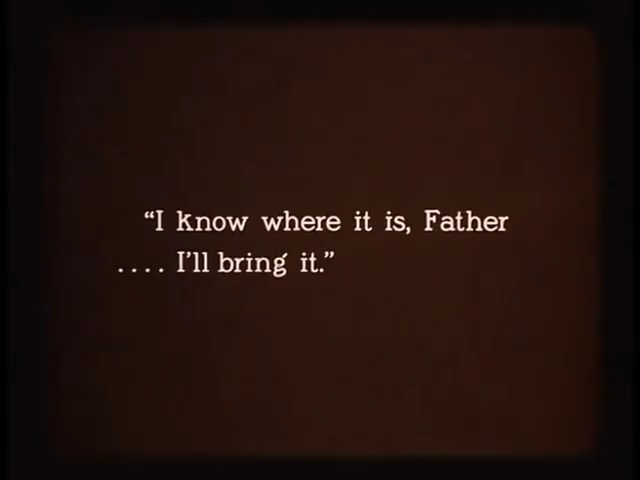 “I know where it is, Father
.... I’ll bring it.”